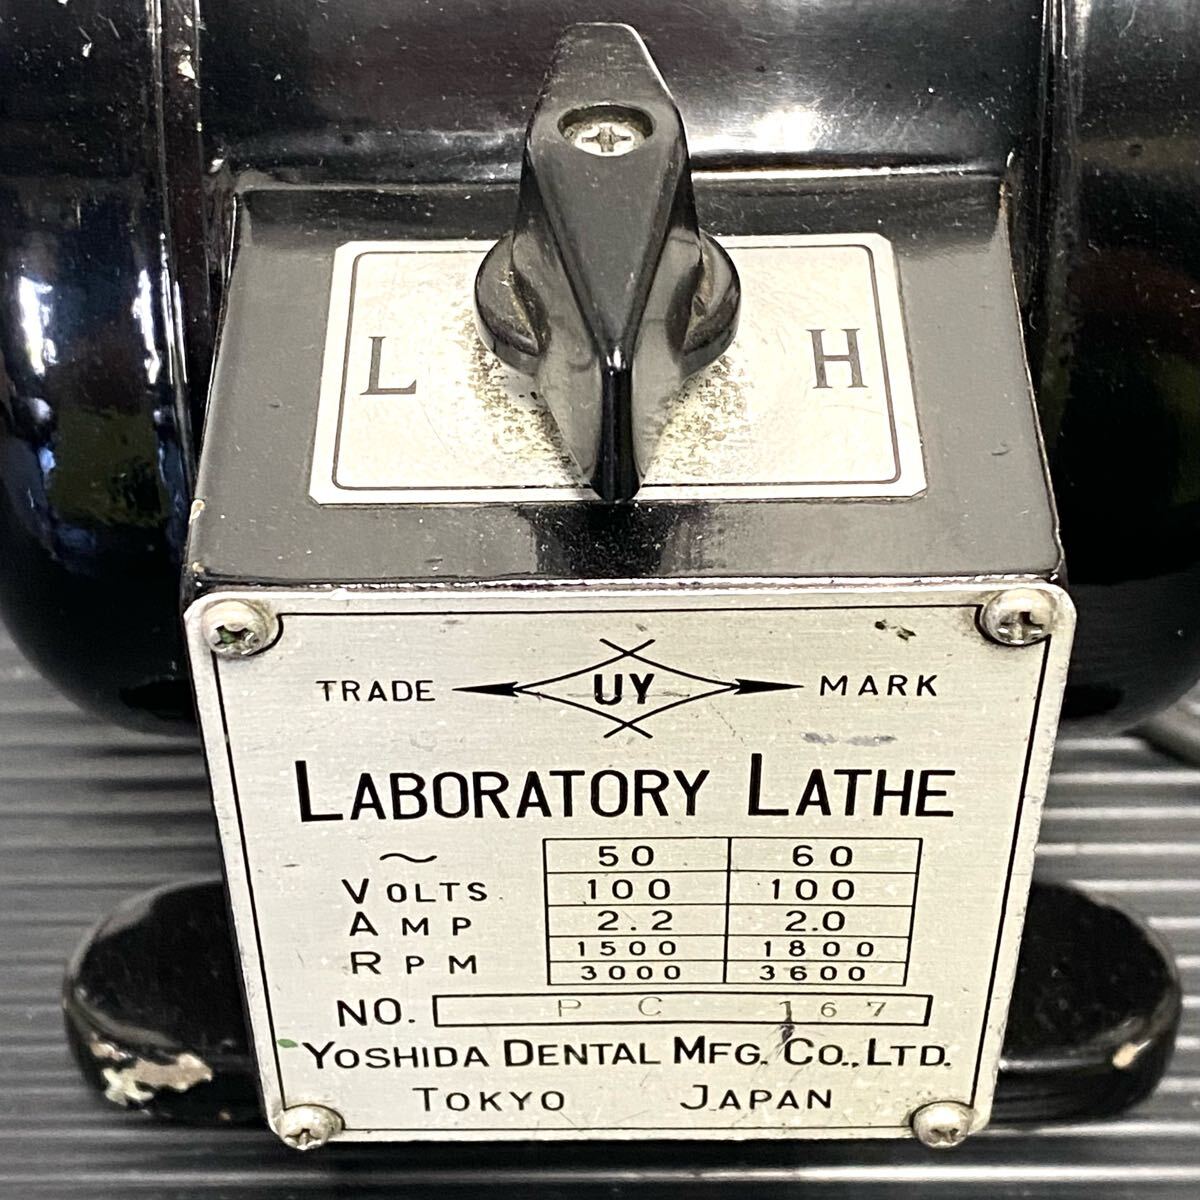 L H
TRADE UY MARK
LABORATORY LATHE
~ 50 60
VOLTS. 100 100
AMP 2.2 2.0
RPM 1500 1800
3000 3600
NO. PC 167
YOSHIDA DENTAL MFG. CO., LTD.
TOKYO JAPAN